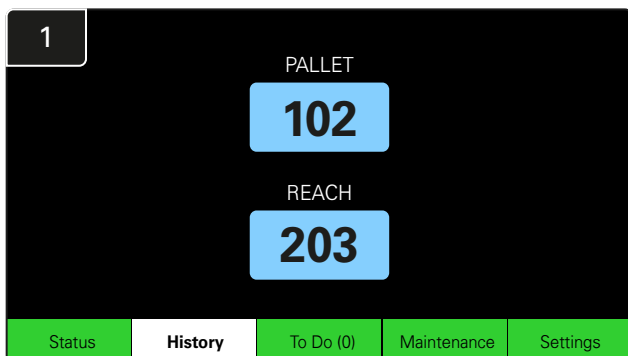 1
PALLET
102
REACH
203
Status History To Do (0) Maintenance Settings